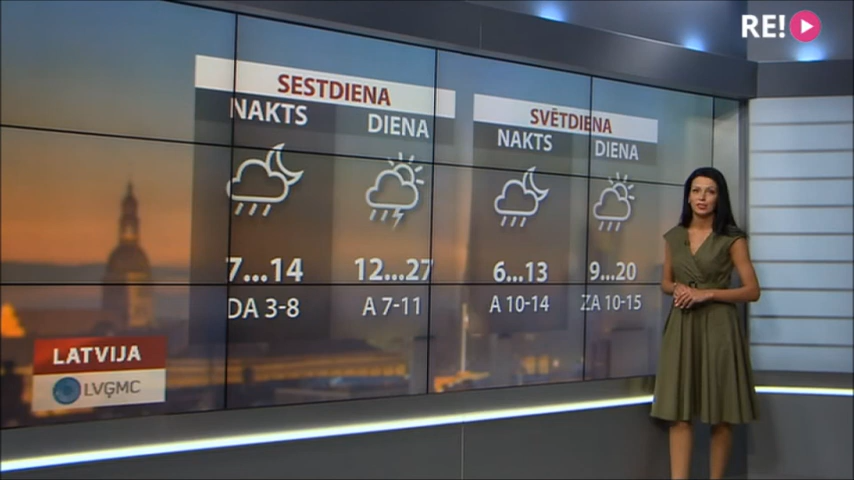 RE!
SESTDIENA
NAKTS DIENA
7...14 12...27
DA 3-8 A 7-11
SVĒTDIENA
NAKTS DIENA
6...13 9...20
A 10-14 ZA 10-15
LATVIJA
LVĢMC